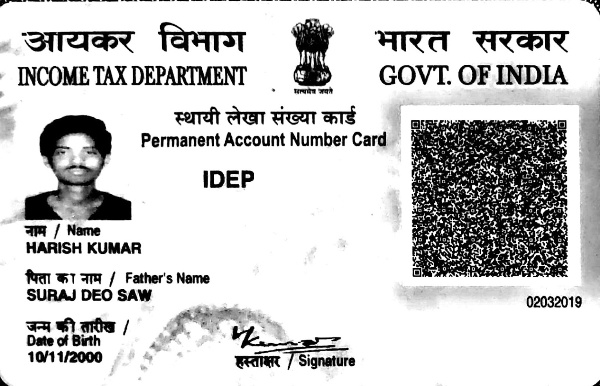 आयकर विभाग
INCOME TAX DEPARTMENT
सत्यमेव जयते
भारत सरकार
GOVT. OF INDIA
स्थायी लेखा संख्या कार्ड
Permanent Account Number Card
IDEP
नाम / Name
HARISH KUMAR
पिता का नाम / Father's Name
SURAJ DEO SAW
जन्म की तारीख /
Date of Birth
10/11/2000
हस्ताक्षर / Signature
02032019